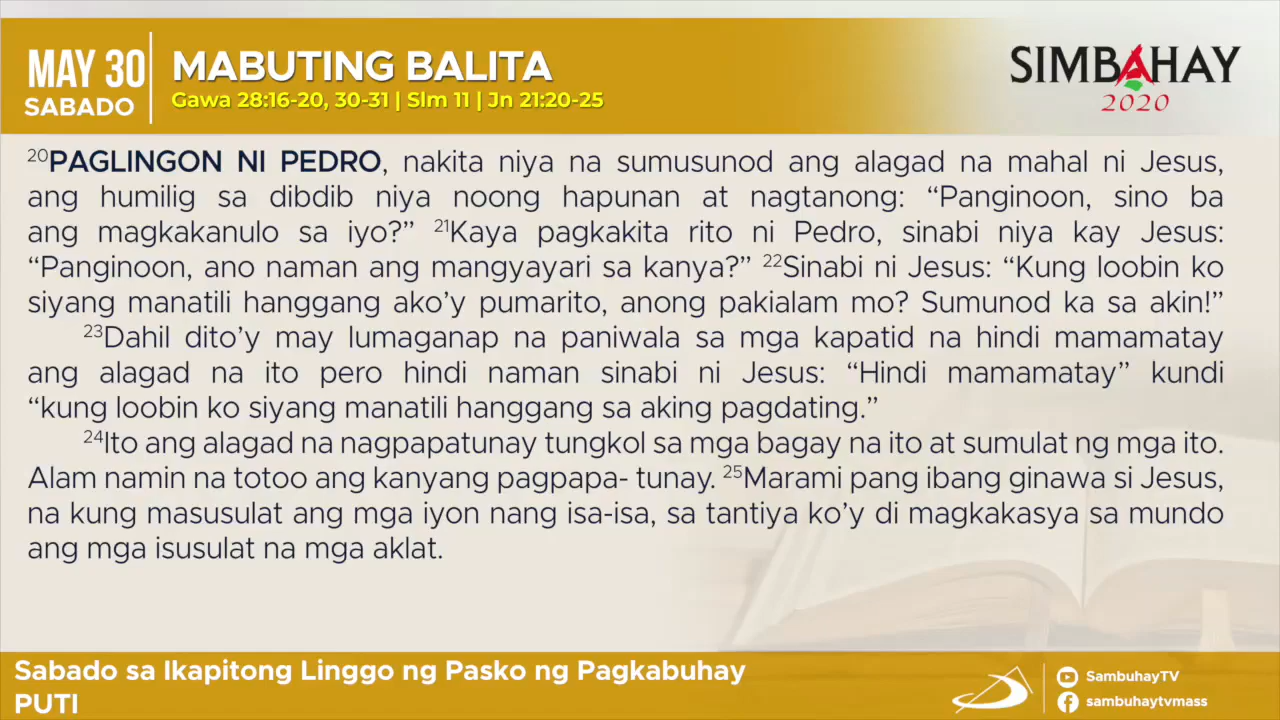 MAY 30
SABADO
MABUTING BALITA
Gawa 28:16-20, 30-31 | Slm 11 | Jn 21:20-25
SIMBAHAY
2020
²⁰PAGLINGON NI PEDRO, nakita niya na sumusunod ang alagad na mahal ni Jesus,
ang humilig sa dibdib niya noong hapunan at nagtanong: “Panginoon, sino ba
ang magkakanulo sa iyo?” ²¹Kaya pagkakita rito ni Pedro, sinabi niya kay Jesus:
“Panginoon, ano naman ang mangyayari sa kanya?” ²²Sinabi ni Jesus: “Kung loobin ko
siyang manatili hanggang ako’y pumarito, anong pakialam mo? Sumunod ka sa akin!”
²³Dahil dito’y may lumaganap na paniwala sa mga kapatid na hindi mamamatay
ang alagad na ito pero hindi naman sinabi ni Jesus: “Hindi mamamatay” kundi
“kung loobin ko siyang manatili hanggang sa aking pagdating.”
²⁴Ito ang alagad na nagpapatunay tungkol sa mga bagay na ito at sumulat ng mga ito.
Alam namin na totoo ang kanyang pagpapa- tunay. ²⁵Marami pang ibang ginawa si Jesus,
na kung masusulat ang mga iyon nang isa-isa, sa tantiya ko’y di magkakasya sa mundo
ang mga isusulat na mga aklat.
Sabado sa Ikapitong Linggo ng Pasko ng Pagkabuhay
PUTI
SambuhayTV
sambuhaytvmass